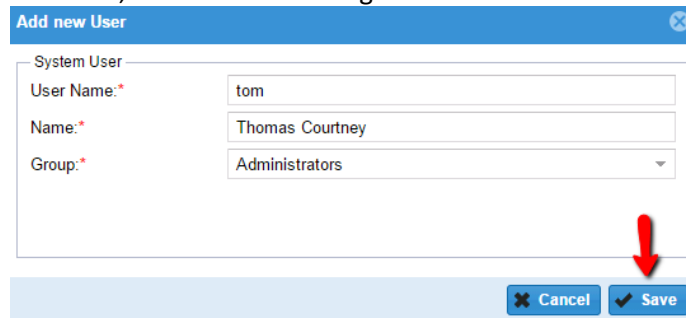 Add new User
System User
User Name:* tom
Name:* Thomas Courtney
Group:* Administrators
Cancel Save